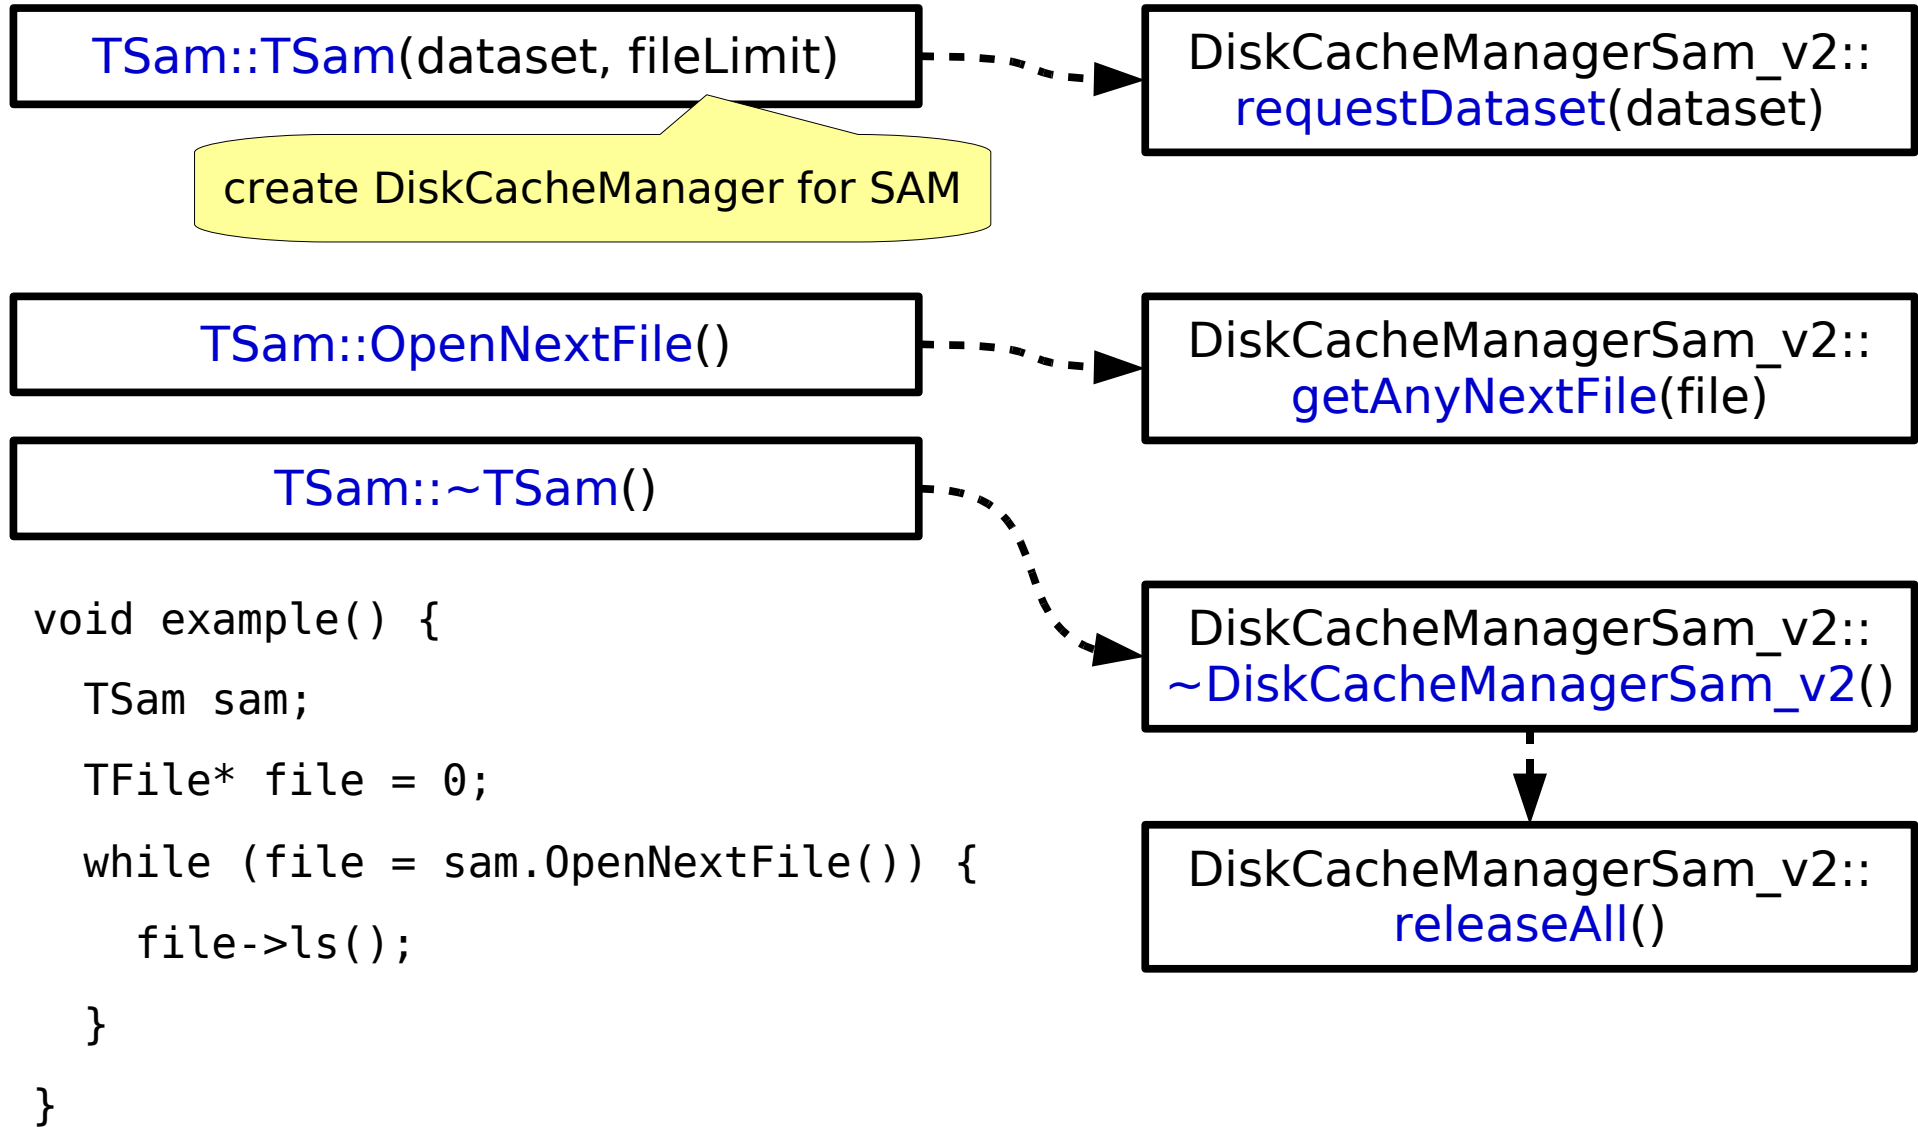 TSam::TSam(dataset, fileLimit)
DiskCacheManagerSam_v2::
requestDataset(dataset)
create DiskCacheManager for SAM
TSam::OpenNextFile()
DiskCacheManagerSam_v2::
getAnyNextFile(file)
TSam::~TSam()
DiskCacheManagerSam_v2::
~DiskCacheManagerSam_v2()
DiskCacheManagerSam_v2::
releaseAll()
void example() {
  TSam sam;
  TFile* file = 0;
  while (file = sam.OpenNextFile()) {
    file->ls();
  }
}